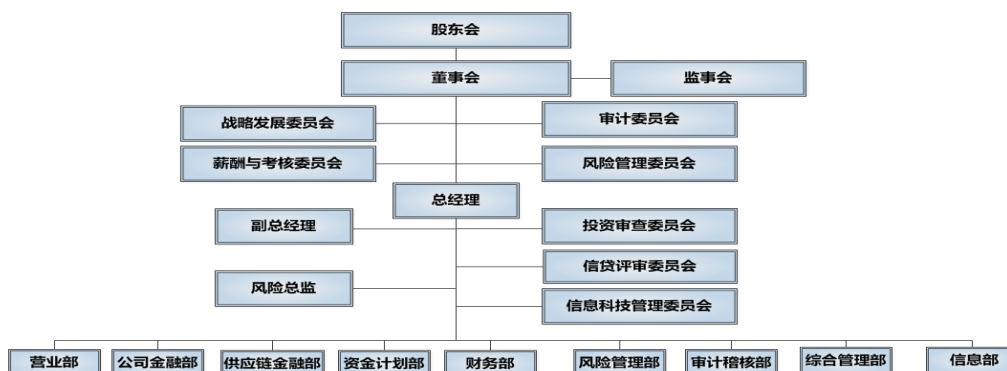 股东会
董事会
监事会
战略发展委员会
审计委员会
薪酬与考核委员会
风险管理委员会
总经理
副总经理
投资审查委员会
信贷评审委员会
风险总监
信息科技管理委员会
营业部
公司金融部
供应链金融部
资金计划部
财务部
风险管理部
审计稽核部
综合管理部
信息部